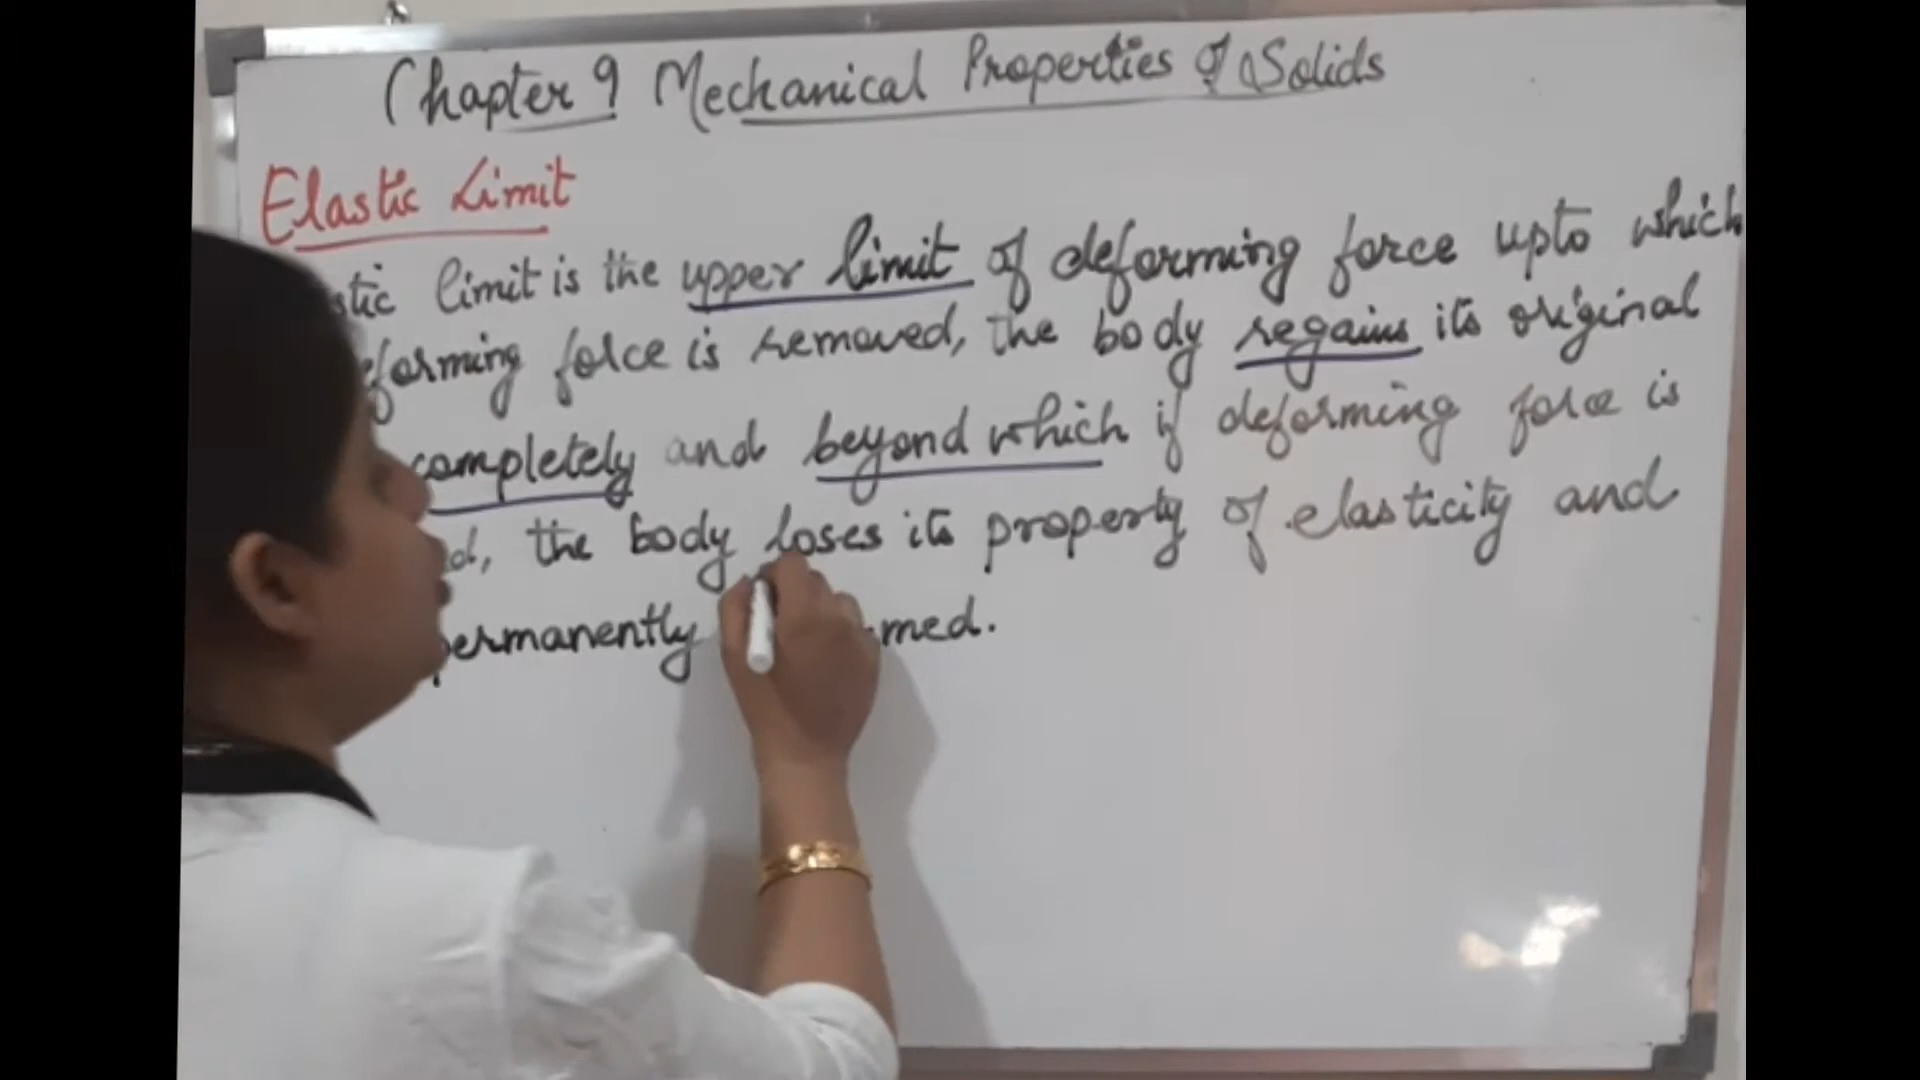 Chapter 9 Mechanical Properties of Solids
Elastic Limit
stic limit is the upper limit of deforming force upto which
eforming force is removed, the body regains its original
completely and beyond which if deforming force is
d, the body loses its property of elasticity and
permanently med.